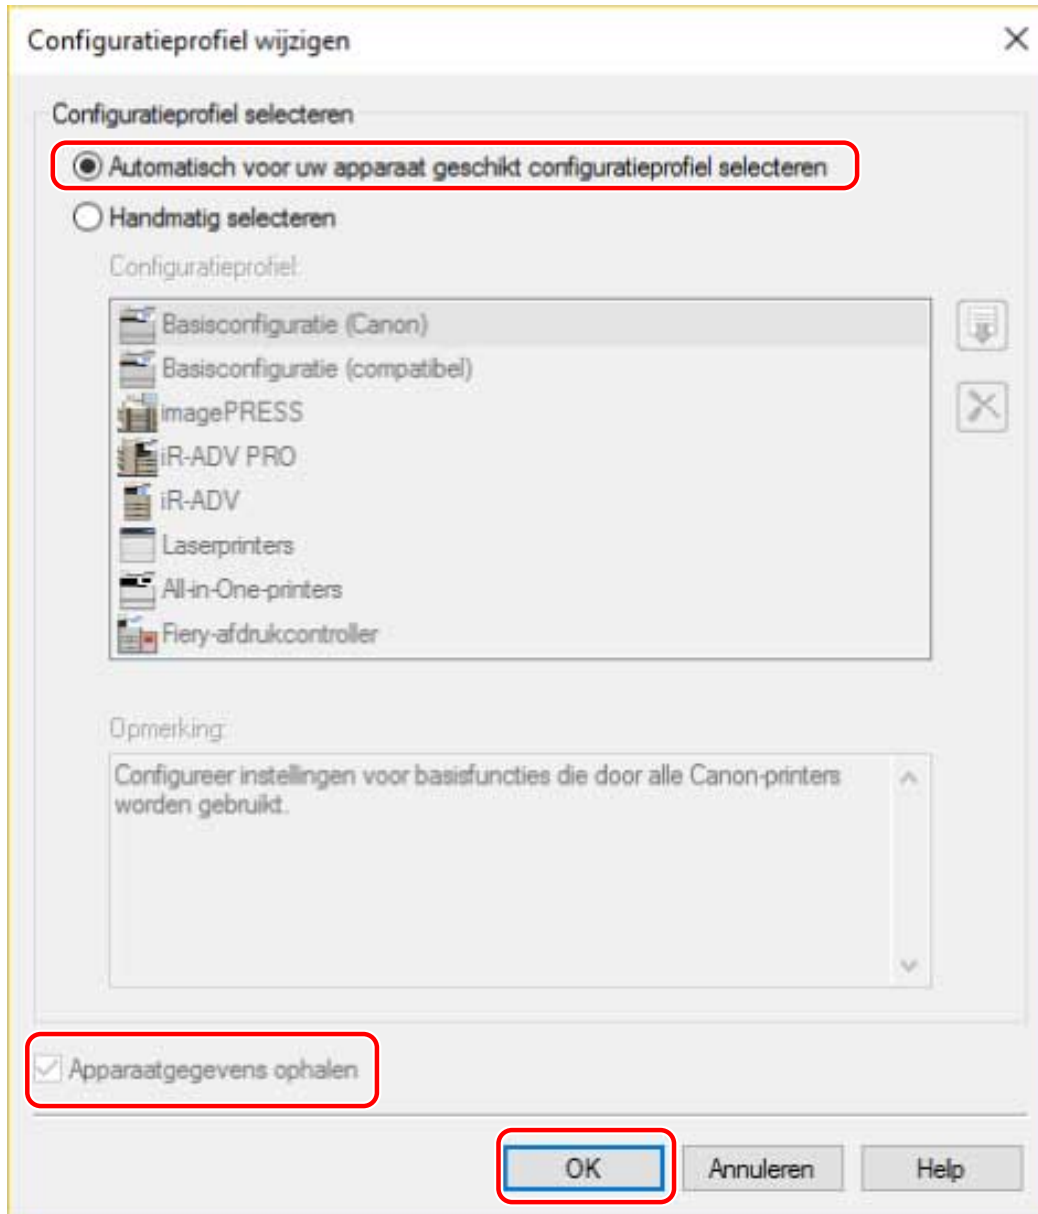 Configuratieprofiel wijzigen
Configuratieprofiel selecteren
Automatisch voor uw apparaat geschikt configuratieprofiel selecteren
Handmatig selecteren
Configuratieprofiel:
Basisconfiguratie (Canon)
Basisconfiguratie (compatibel)
imagePRESS
iR-ADV PRO
iR-ADV
Laserprinters
All-in-One-printers
Fiery-afdrukcontroller
Opmerking:
Configureer instellingen voor basisfuncties die door alle Canon-printers
worden gebruikt.
Apparaatgegevens ophalen
OK Annuleren Help